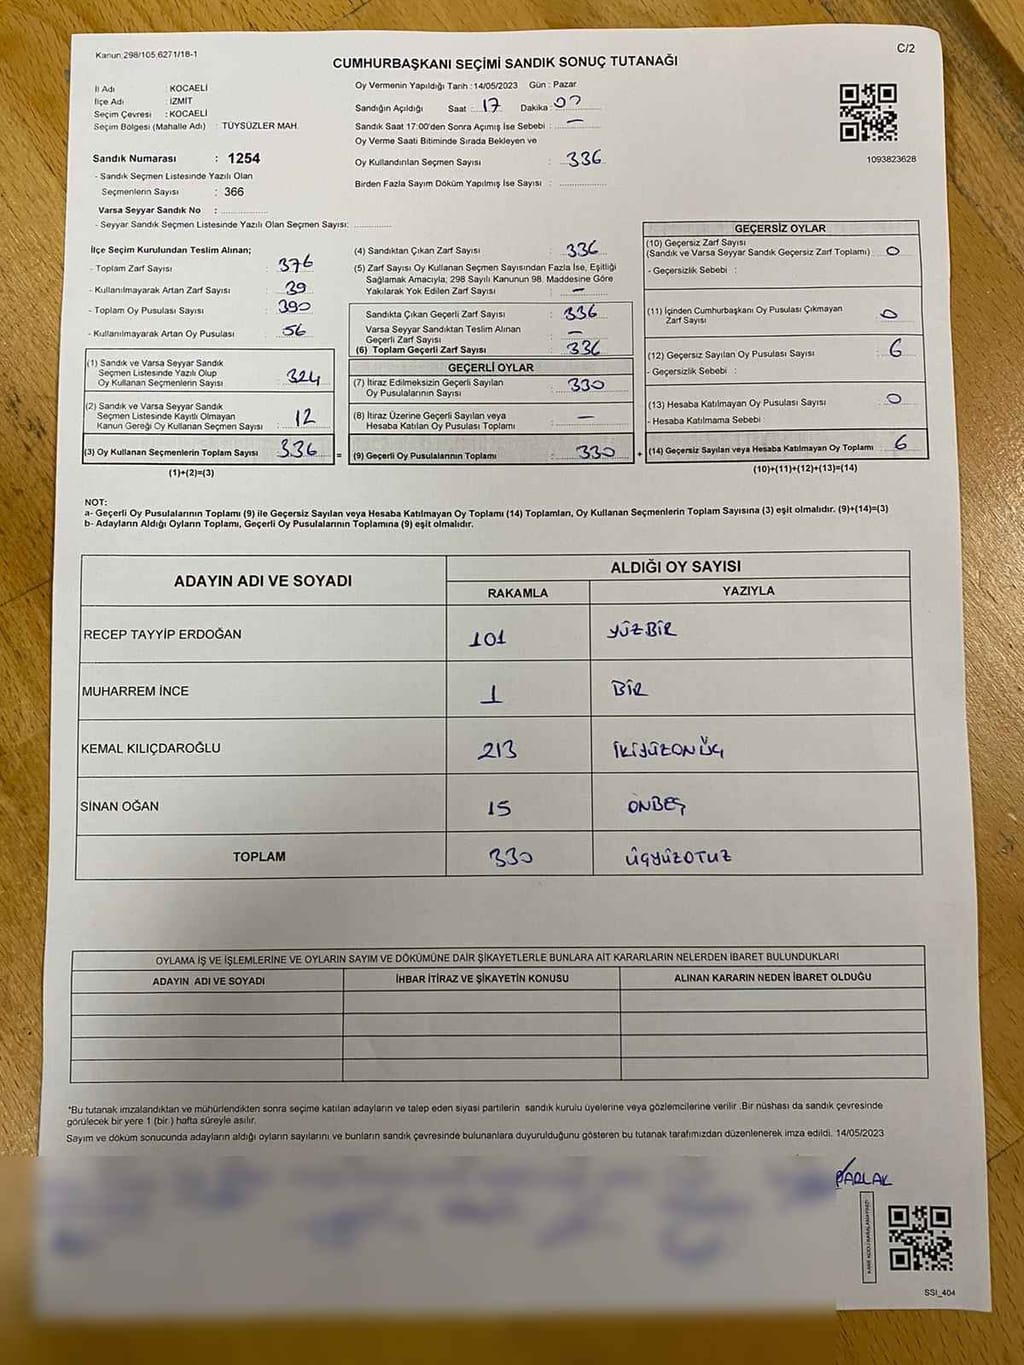 Kanun:298/105.6271/18-1
C/2
CUMHURBAŞKANI SEÇİMİ SANDIK SONUÇ TUTANAĞI
İl Adı : KOCAELİ
İlçe Adı : İZMİT
Seçim Çevresi : KOCAELİ
Seçim Bölgesi (Mahalle Adı) : TÜYSÜZLER MAH.
Sandık Numarası : 1254
- Sandık Seçmen Listesinde Yazılı Olan
Seçmenlerin Sayısı : 366
Varsa Seyyar Sandık No :
- Seyyar Sandık Seçmen Listesinde Yazılı Olan Seçmen Sayısı:
Oy Vermenin Yapıldığı Tarih : 14/05/2023 Gün : Pazar
Sandığın Açıldığı Saat : 17 Dakika : 00
Sandık Saat 17:00'den Sonra Açımış İse Sebebi : —
Oy Verme Saati Bitiminde Sırada Bekleyen ve
Oy Kullandırılan Seçmen Sayısı : 336
Birden Fazla Sayım Döküm Yapılmış İse Sayısı :
1093823628
İlçe Seçim Kurulundan Teslim Alınan;
- Toplam Zarf Sayısı : 376
- Kullanılmayarak Artan Zarf Sayısı : 39
- Toplam Oy Pusulası Sayısı : 390
- Kullanılmayarak Artan Oy Pusulası : 56
(1) Sandık ve Varsa Seyyar Sandık
Seçmen Listesinde Yazılı Olup
Oy Kullanan Seçmenlerin Sayısı : 324
(2) Sandık ve Varsa Seyyar Sandık
Seçmen Listesinde Kayıtlı Olmayan
Kanun Gereği Oy Kullanan Seçmen Sayısı : 12
(3) Oy Kullanan Seçmenlerin Toplam Sayısı : 336 =
(1)+(2)=(3)
(4) Sandıktan Çıkan Zarf Sayısı : 336
(5) Zarf Sayısı Oy Kullanan Seçmen Sayısından Fazla İse, Eşitliği
Sağlamak Amacıyla; 298 Sayılı Kanunun 98. Maddesine Göre
Yakılarak Yok Edilen Zarf Sayısı : —
Sandıkta Çıkan Geçerli Zarf Sayısı : 336
Varsa Seyyar Sandıktan Teslim Alınan
Geçerli Zarf Sayısı : —
(6) Toplam Geçerli Zarf Sayısı : 336
GEÇERLİ OYLAR
(7) İtiraz Edilmeksizin Geçerli Sayılan
Oy Pusulalarının Sayısı : 330
(8) İtiraz Üzerine Geçerli Sayılan veya
Hesaba Katılan Oy Pusulası Toplamı : —
(9) Geçerli Oy Pusulalarının Toplamı : 330 +
GEÇERSİZ OYLAR
(10) Geçersiz Zarf Sayısı
(Sandık ve Varsa Seyyar Sandık Geçersiz Zarf Toplamı) : 0
- Geçersizlik Sebebi :
(11) İçinden Cumhurbaşkanı Oy Pusulası Çıkmayan
Zarf Sayısı : 0
(12) Geçersiz Sayılan Oy Pusulası Sayısı : 6
- Geçersizlik Sebebi :
(13) Hesaba Katılmayan Oy Pusulası Sayısı : 0
- Hesaba Katılmama Sebebi
(14) Geçersiz Sayılan veya Hesaba Katılmayan Oy Toplamı : 6
(10)+(11)+(12)+(13)=(14)
NOT:
a- Geçerli Oy Pusulalarının Toplamı (9) ile Geçersiz Sayılan veya Hesaba Katılmayan Oy Toplamı (14) Toplamları, Oy Kullanan Seçmenlerin Toplam Sayısına (3) eşit olmalıdır. (9)+(14)=(3)
b- Adayların Aldığı Oyların Toplamı, Geçerli Oy Pusulalarının Toplamına (9) eşit olmalıdır.
ADAYIN ADI VE SOYADI ALDIĞI OY SAYISI
RAKAMLA YAZIYLA
RECEP TAYYİP ERDOĞAN 101 YÜZBİR
MUHARREM İNCE 1 BİR
KEMAL KILIÇDAROĞLU 213 İKİYÜZONÜÇ
SİNAN OĞAN 15 ONBEŞ
TOPLAM 330 ÜÇYÜZOTUZ
OYLAMA İŞ VE İŞLEMLERİNE VE OYLARIN SAYIM VE DÖKÜMÜNE DAİR ŞİKAYETLERLE BUNLARA AİT KARARLARIN NELERDEN İBARET BULUNDUKLARI
ADAYIN ADI VE SOYADI İHBAR İTİRAZ VE ŞİKAYETİN KONUSU ALINAN KARARIN NEDEN İBARET OLDUĞU
*Bu tutanak imzalandıktan ve mühürlendikten sonra seçime katılan adayların ve talep eden siyasi partilerin sandık kurulu üyelerine veya gözlemcilerine verilir .Bir nüshası da sandık çevresinde
görülecek bir yere 1 (bir ) hafta süreyle asılır.
Sayım ve döküm sonucunda adayların aldığı oyların sayılarını ve bunların sandık çevresinde bulunanlara duyurulduğunu gösteren bu tutanak tarafımızdan düzenlenerek imza edildi. 14/05/2023
PARLAK
SSI_404